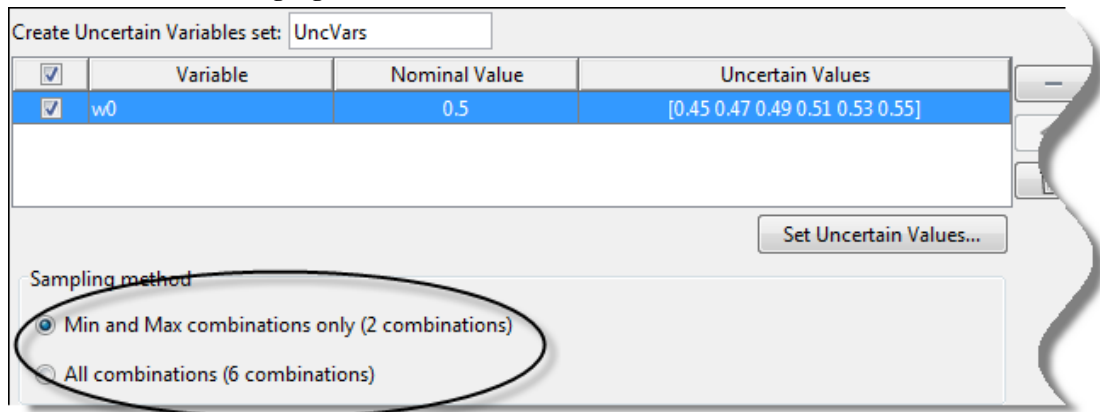 Create Uncertain Variables set: UncVars
Variable Nominal Value Uncertain Values
w0 0.5 [0.45 0.47 0.49 0.51 0.53 0.55]
Set Uncertain Values...
Sampling method
Min and Max combinations only (2 combinations)
All combinations (6 combinations)